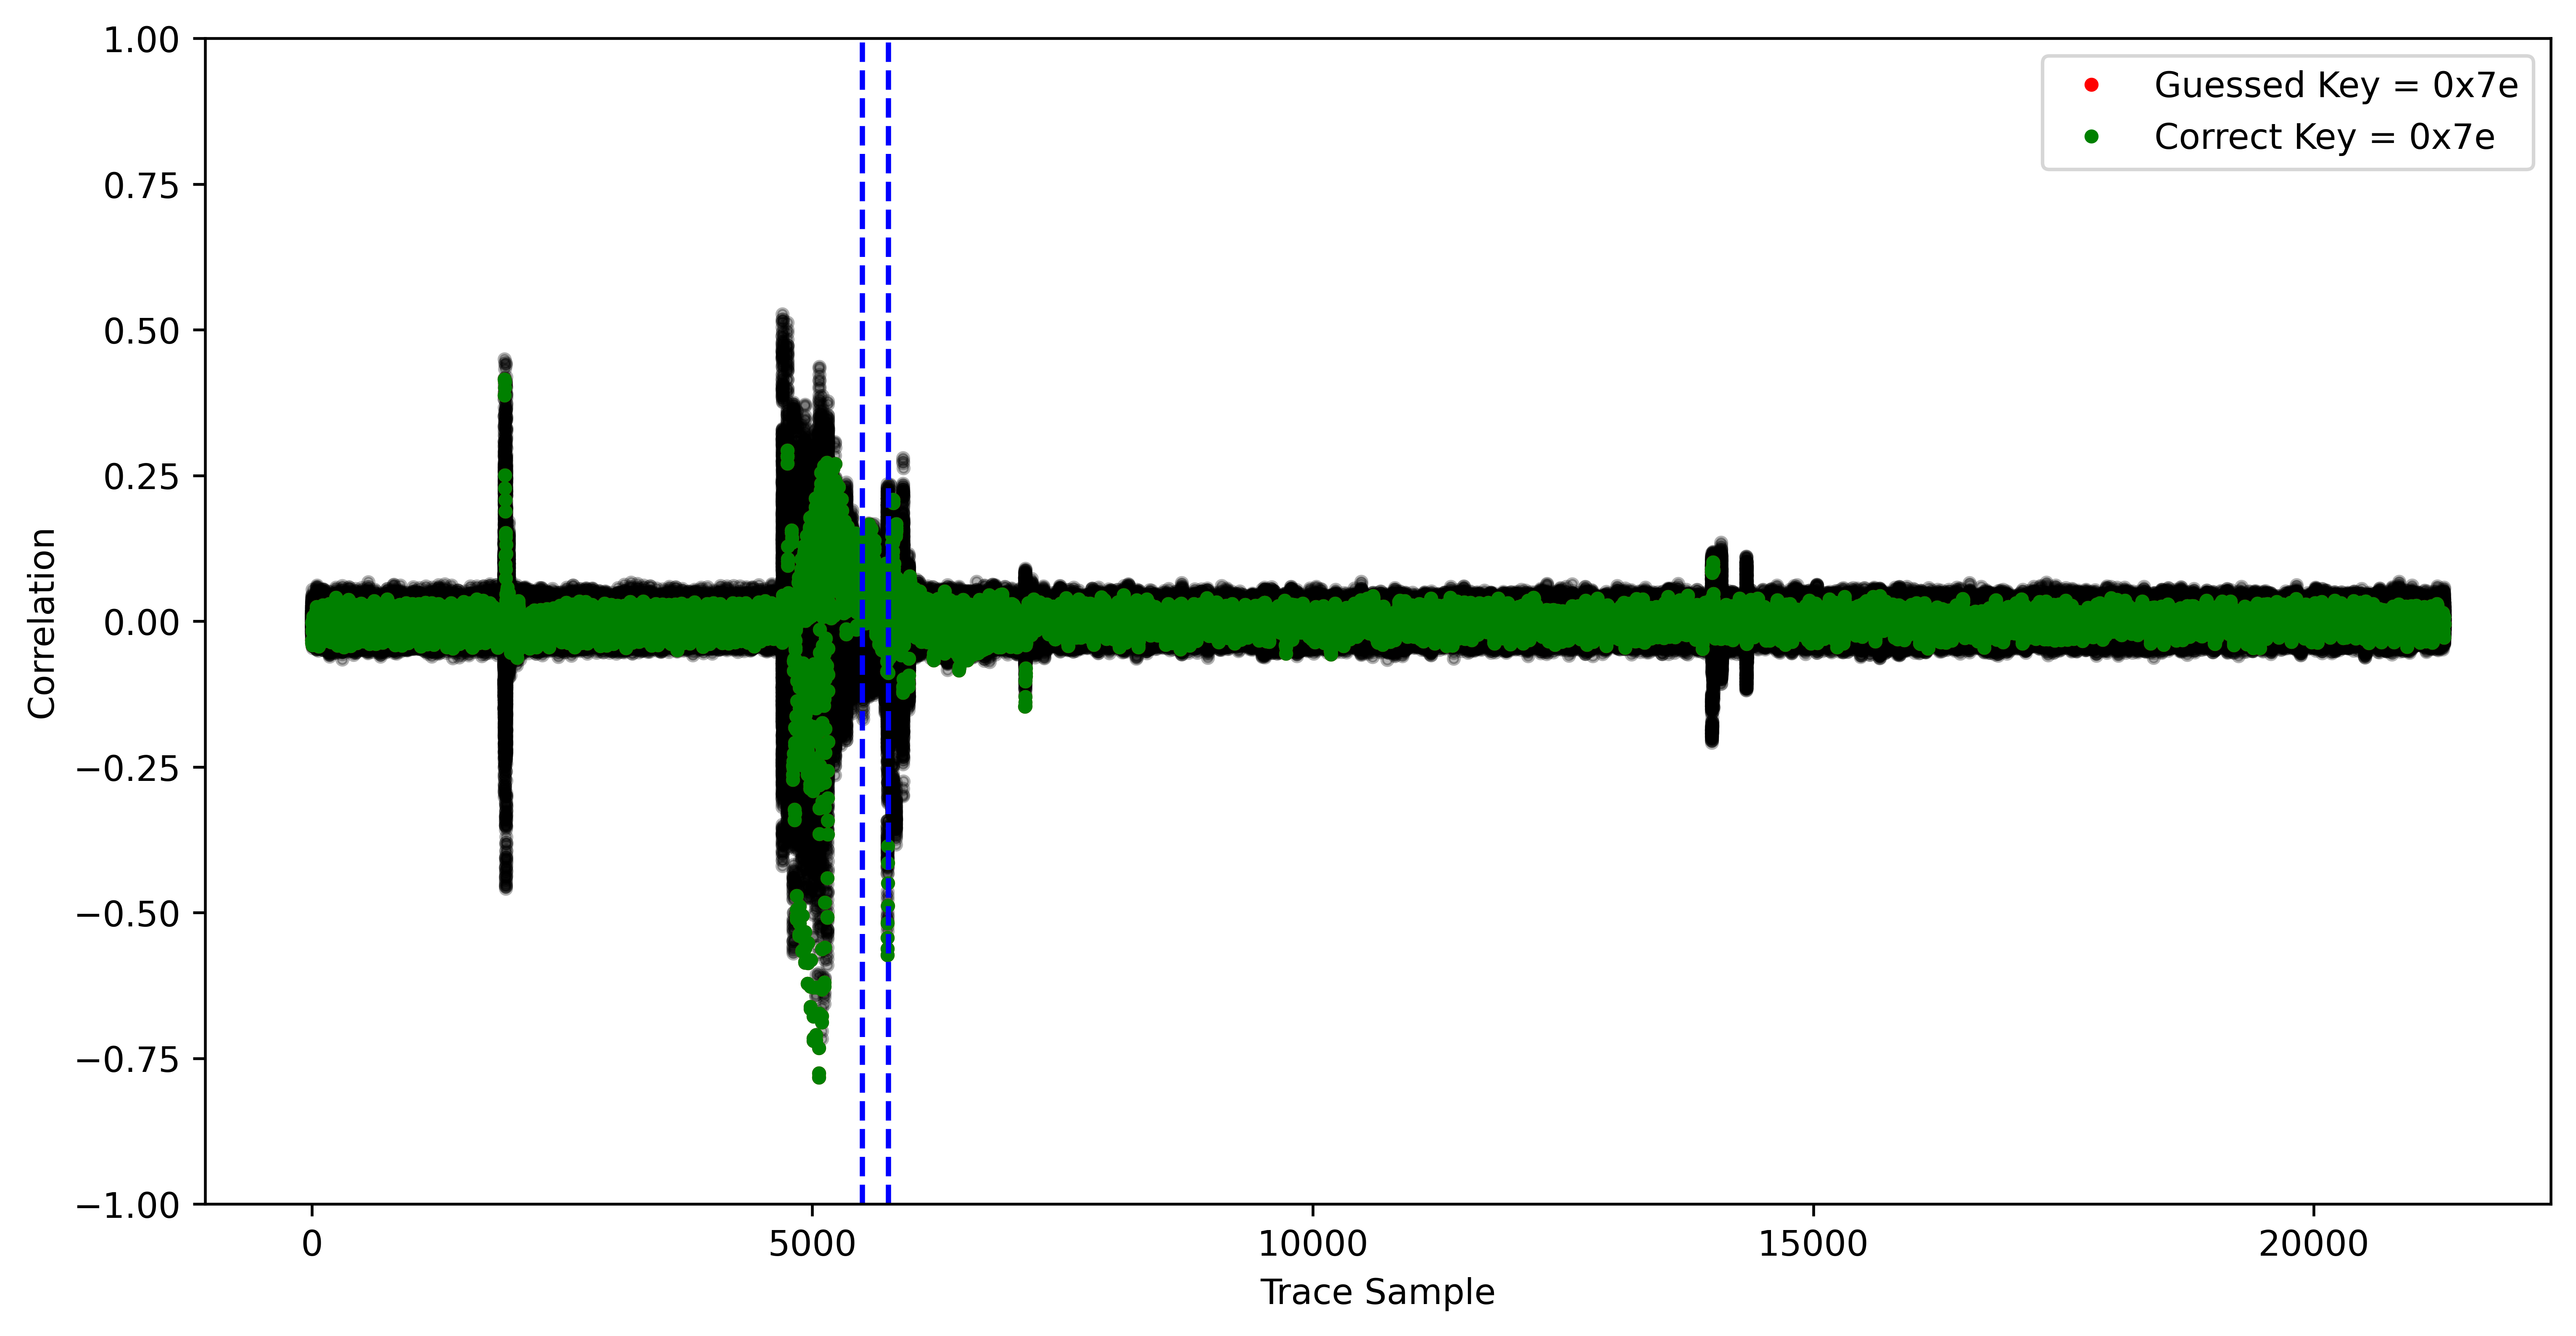 1.00
0.75
0.50
0.25
0.00
−0.25
−0.50
−0.75
−1.00
Correlation
Guessed Key = 0x7e
Correct Key = 0x7e
0 5000 10000 15000 20000
Trace Sample